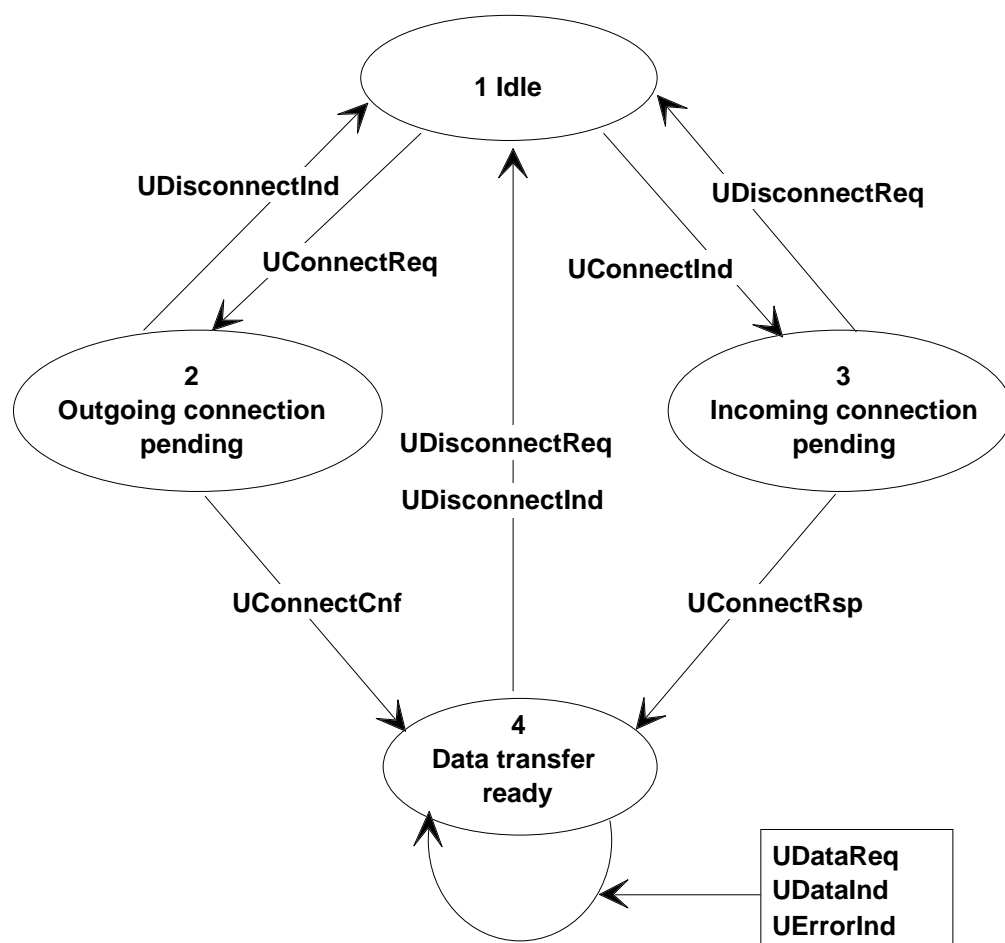 1 Idle
UDisconnectInd
UDisconnectReq
UConnectReq
UConnectInd
2
Outgoing connection
pending
3
Incoming connection
pending
UDisconnectReq
UDisconnectInd
UConnectCnf
UConnectRsp
4
Data transfer
ready
UDataReq
UDataInd
UErrorInd